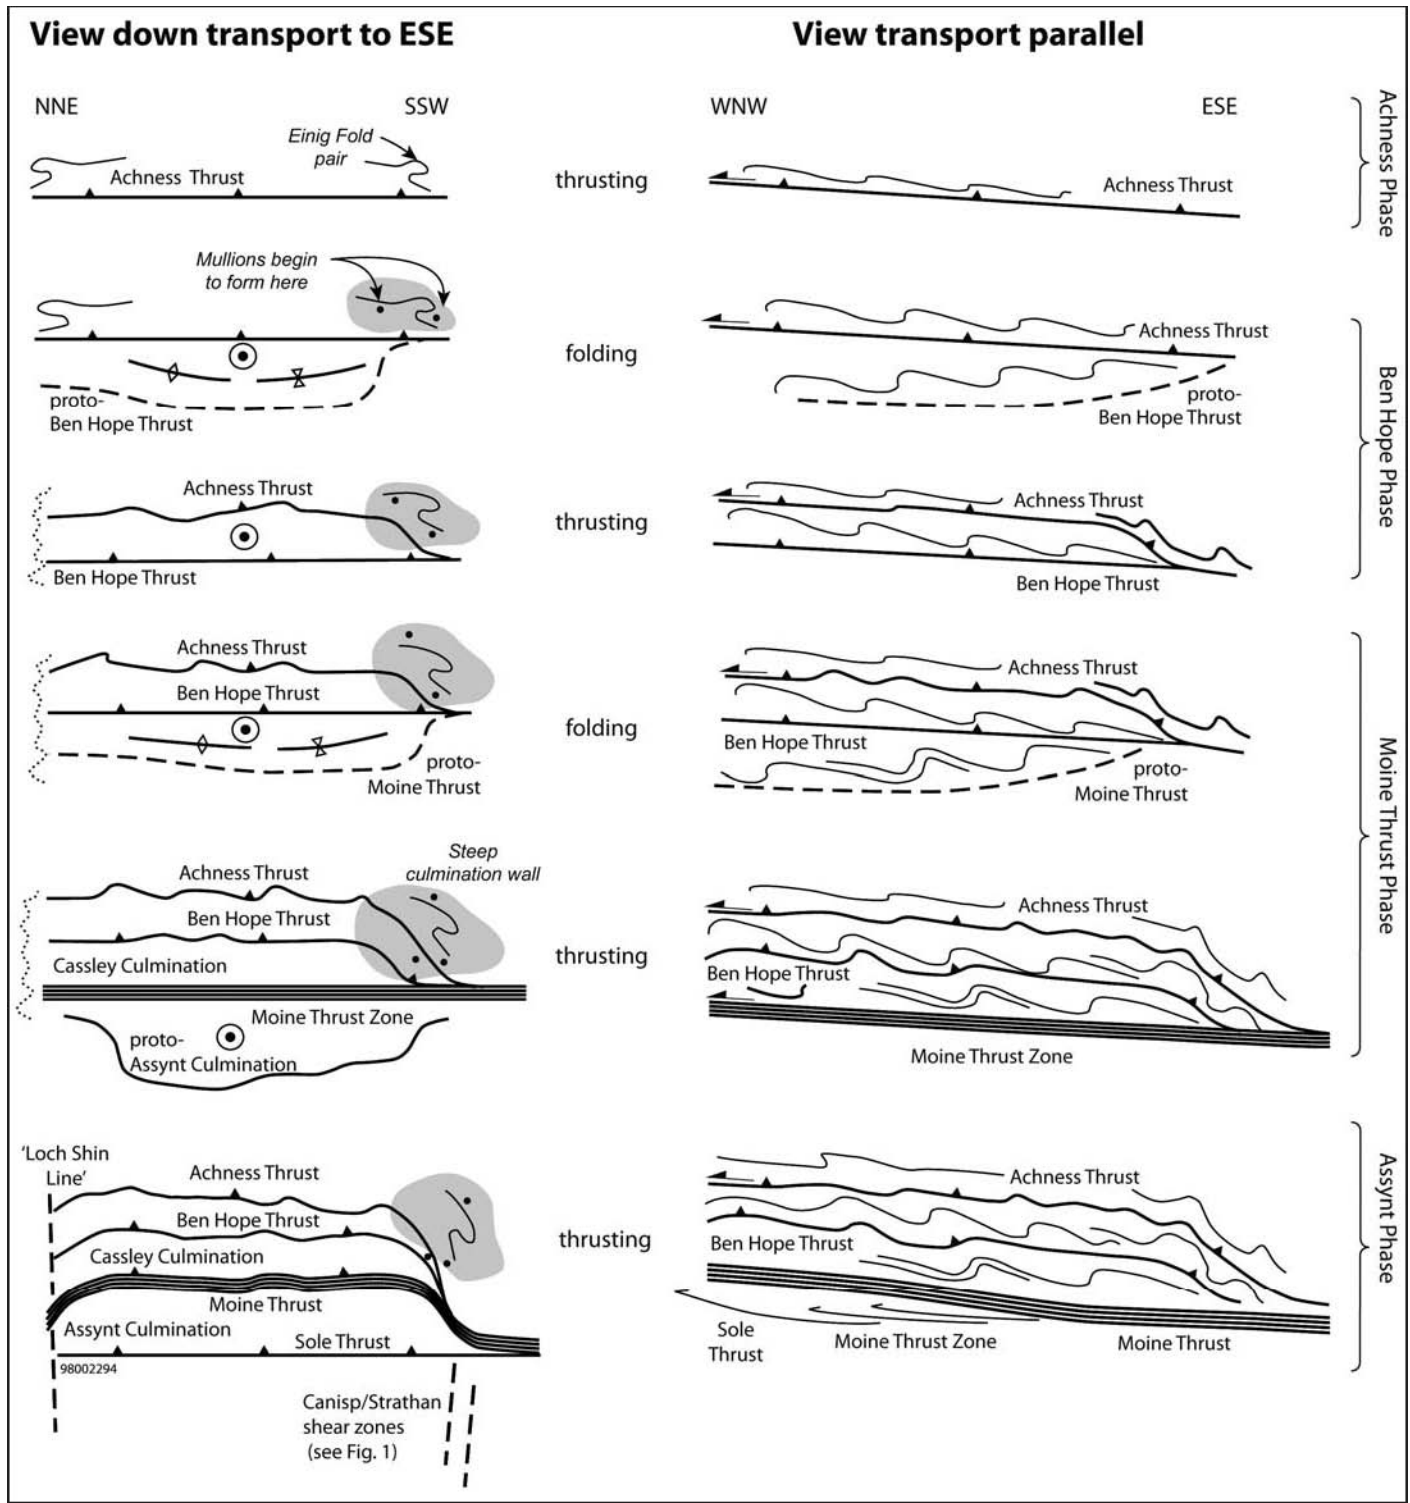 View down transport to ESE
View transport parallel
NNE
SSW
WNW
ESE
Einig Fold
pair
Achness Thrust
thrusting
Achness Thrust
Achness Phase
Mullions begin
to form here
folding
Achness Thrust
proto-
Ben Hope Thrust
proto-
Ben Hope Thrust
Ben Hope Phase
Achness Thrust
thrusting
Achness Thrust
Ben Hope Thrust
Ben Hope Thrust
Achness Thrust
Ben Hope Thrust
folding
Achness Thrust
Ben Hope Thrust
proto-
Moine Thrust
proto-
Moine Thrust
Moine Thrust Phase
Steep
culmination wall
Achness Thrust
Ben Hope Thrust
Cassley Culmination
thrusting
Achness Thrust
Ben Hope Thrust
Moine Thrust Zone
proto-
Assynt Culmination
Moine Thrust Zone
'Loch Shin
Line'
Achness Thrust
Ben Hope Thrust
Cassley Culmination
Moine Thrust
Assynt Culmination
Sole Thrust
98002294
thrusting
Achness Thrust
Ben Hope Thrust
Sole
Thrust
Moine Thrust Zone
Moine Thrust
Assynt Phase
Canisp/Strathan
shear zones
(see Fig. 1)